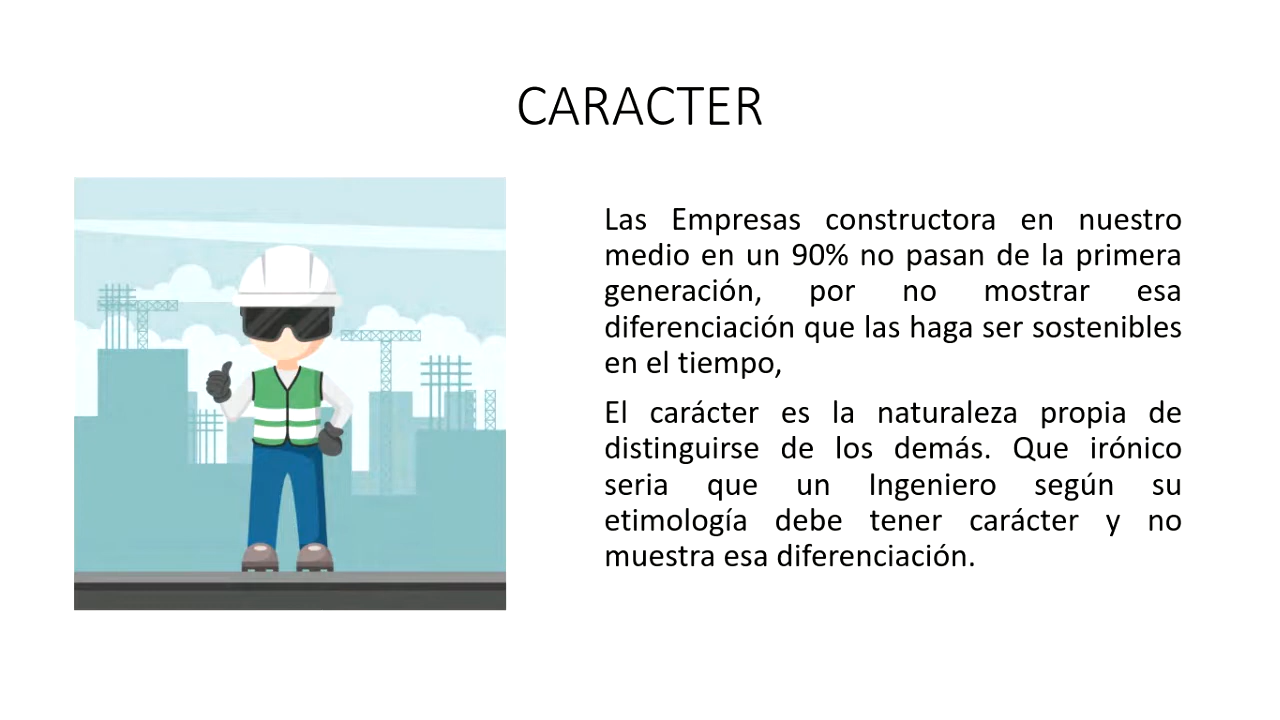 CARACTER
Las Empresas constructora en nuestro
medio en un 90% no pasan de la primera
generación, por no mostrar esa
diferenciación que las haga ser sostenibles
en el tiempo,
El carácter es la naturaleza propia de
distinguirse de los demás. Que irónico
seria que un Ingeniero según su
etimología debe tener carácter y no
muestra esa diferenciación.